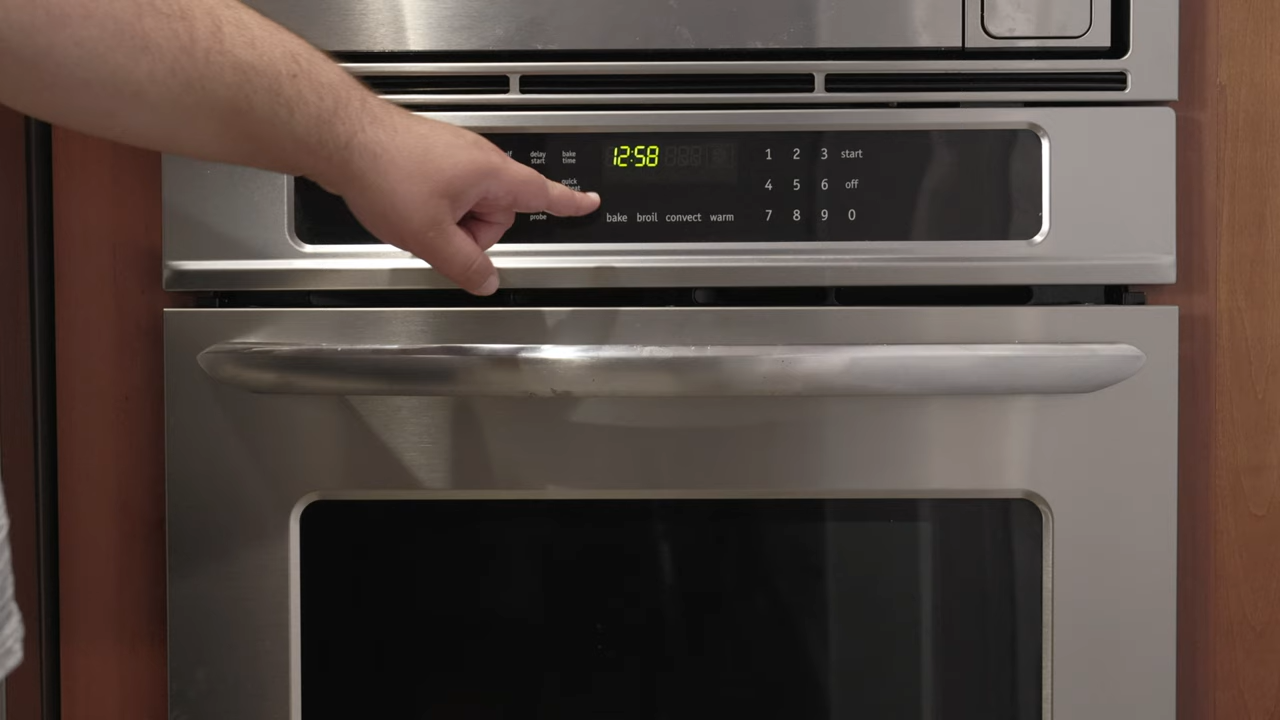 delay
start
bake
time
12:58
quick
probe
bake broil convect warm
1 2 3 start
4 5 6 off
7 8 9 0